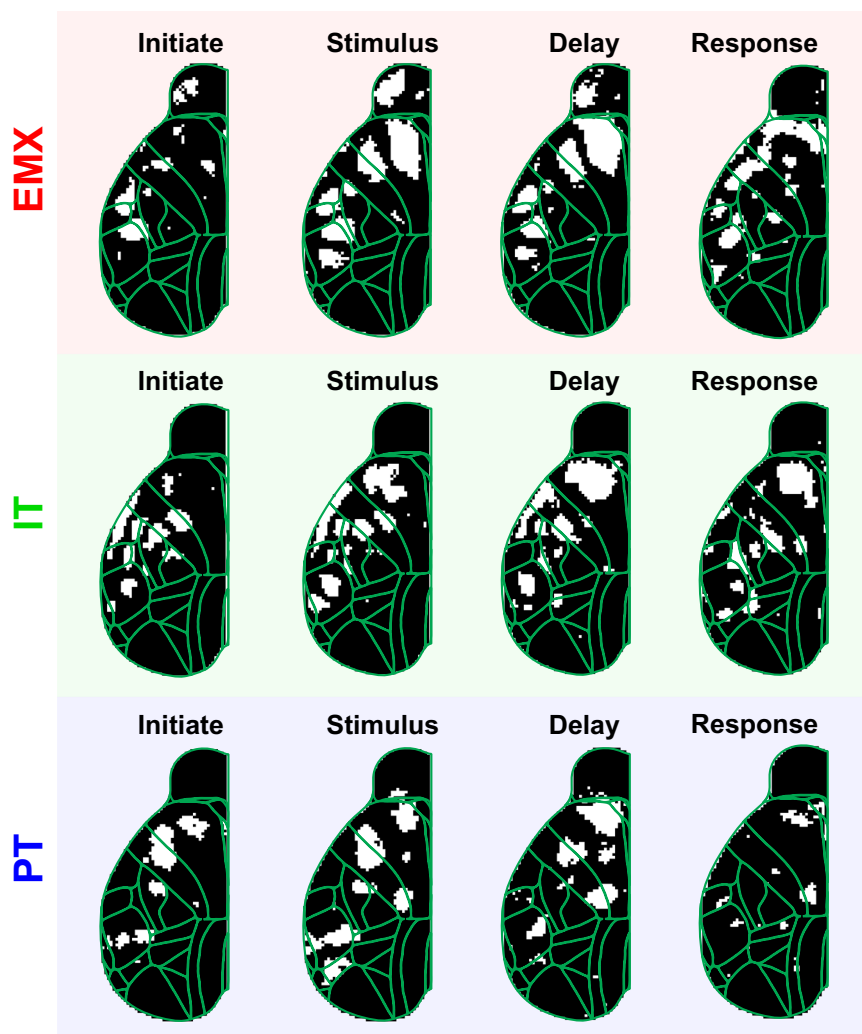 EMX
Initiate Stimulus Delay Response
IT
Initiate Stimulus Delay Response
PT
Initiate Stimulus Delay Response